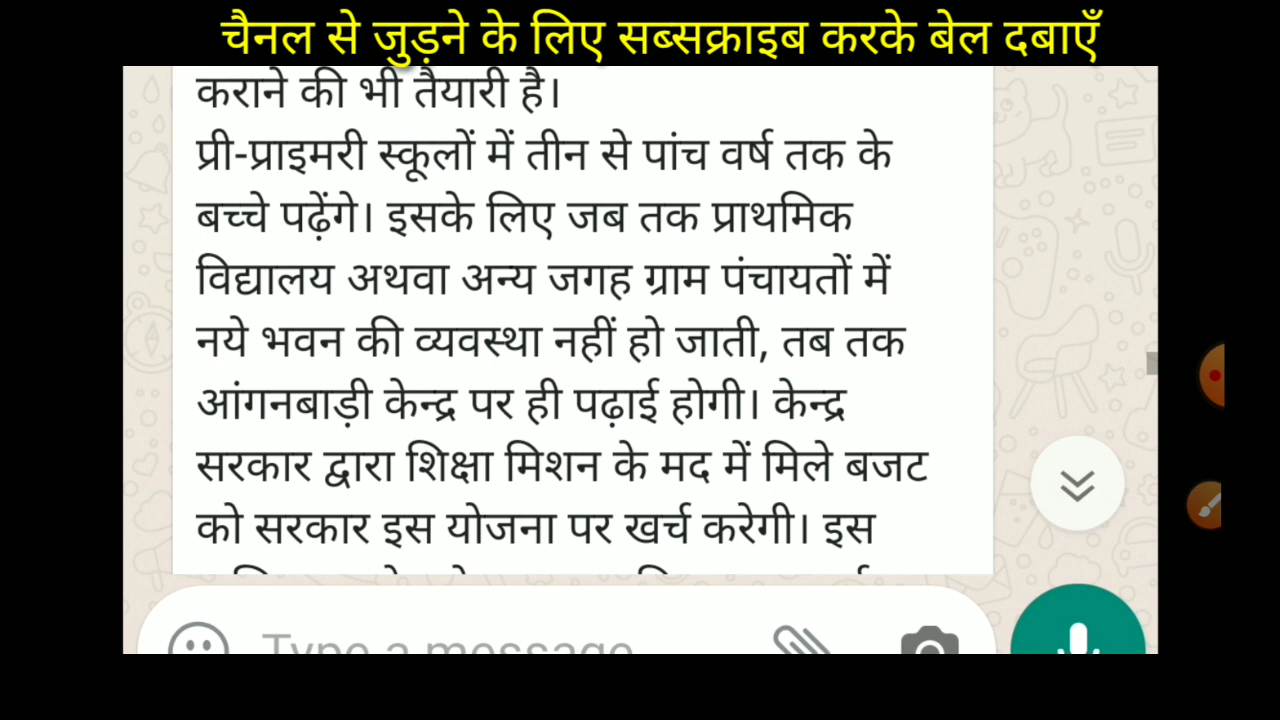 चैनल से जुड़ने के लिए सब्सक्राइब करके बेल दबाएँ
कराने की भी तैयारी है।
प्री-प्राइमरी स्कूलों में तीन से पांच वर्ष तक के
बच्चे पढ़ेंगे। इसके लिए जब तक प्राथमिक
विद्यालय अथवा अन्य जगह ग्राम पंचायतों में
नये भवन की व्यवस्था नहीं हो जाती, तब तक
आंगनबाड़ी केन्द्र पर ही पढ़ाई होगी। केन्द्र
सरकार द्वारा शिक्षा मिशन के मद में मिले बजट
को सरकार इस योजना पर खर्च करेगी। इस
Type a message